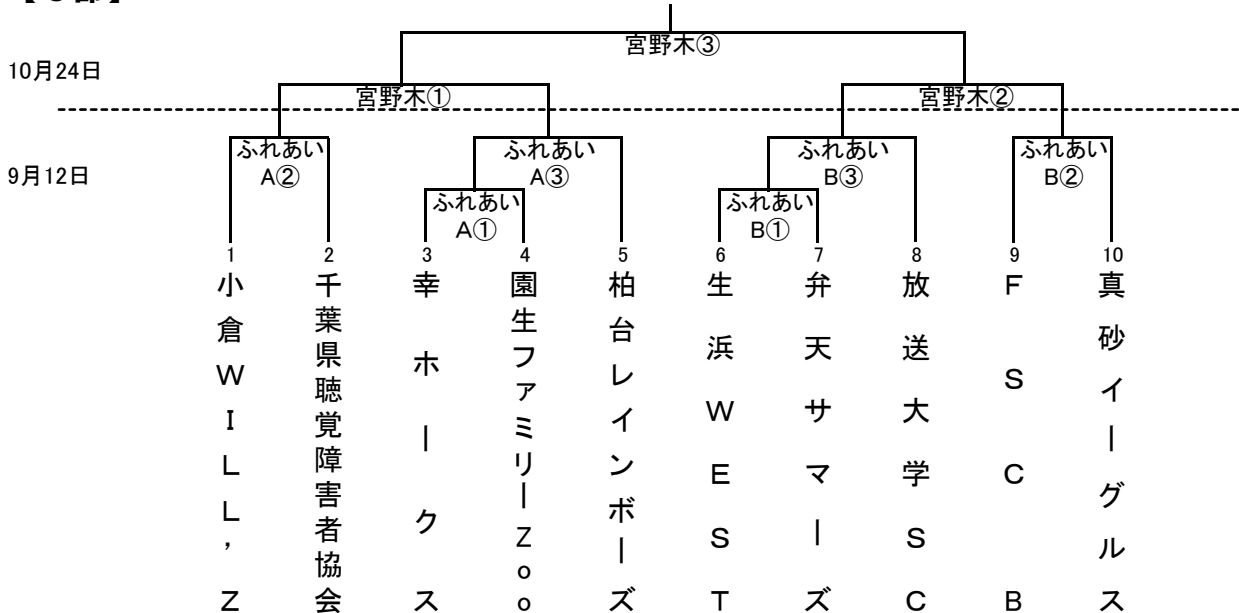 宮野木③
10月24日
宮野木① 宮野木②
ふれあい ふれあい ふれあい ふれあい
9月12日
A② A③ B③ B②
ふれあい ふれあい
A① B①
1 2 3 4 5 6 7 8 9 10
小倉WILL’Z
千葉県聴覚障害者協会
幸ホークス
園生ファミリーZoo
柏台レインボーズ
生浜WEST
弁天サマーズ
放送大学SC
FSCB
真砂イーグルス